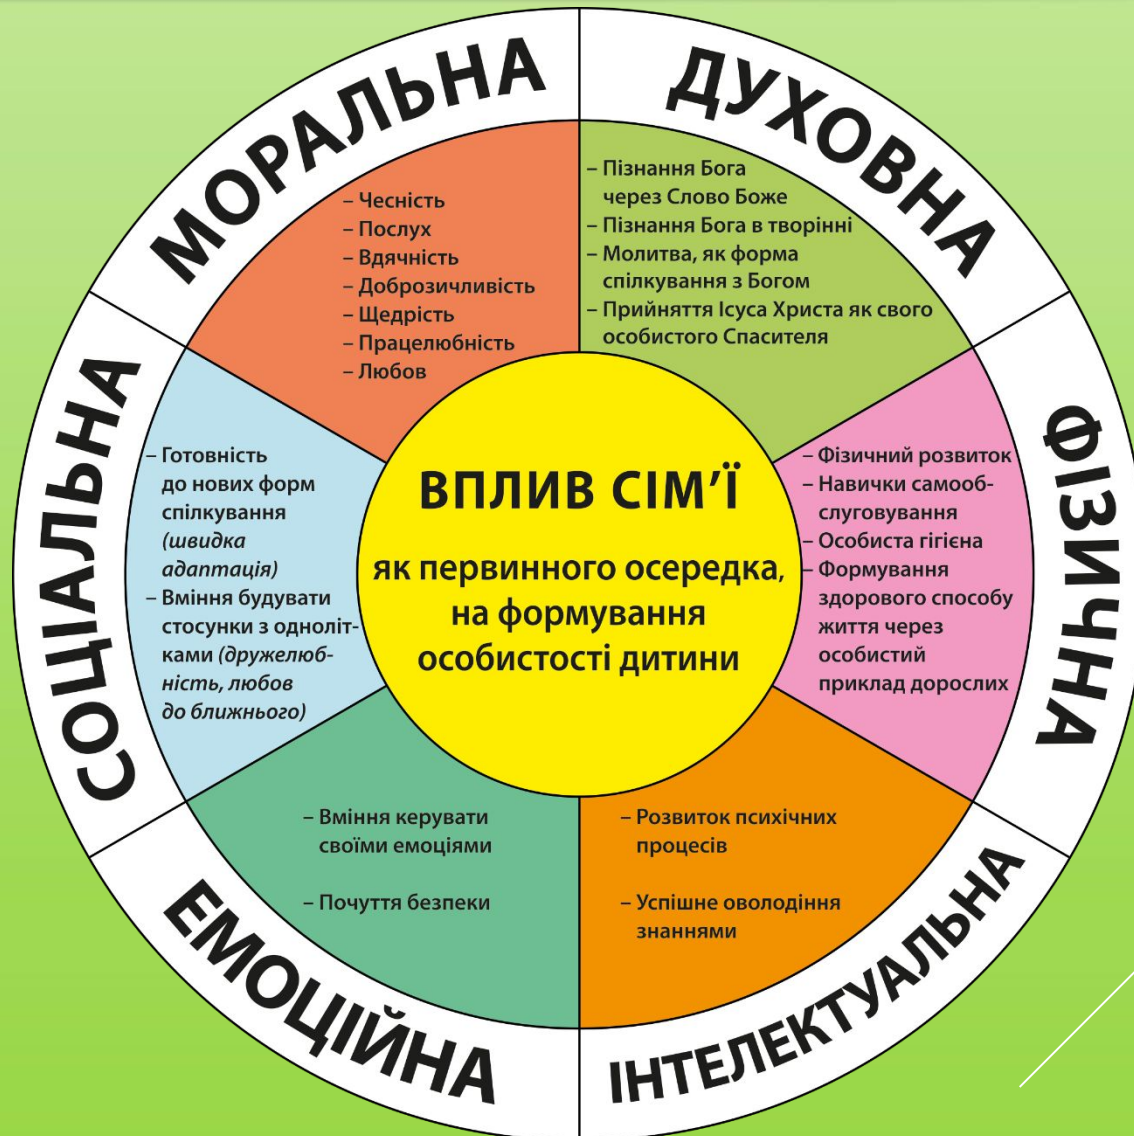 МОРАЛЬНА
– Чесність
– Послух
– Вдячність
– Доброзичливість
– Щедрість
– Працелюбність
– Любов
ДУХОВНА
– Пізнання Бога
через Слово Боже
– Пізнання Бога в творінні
– Молитва, як форма
спілкування з Богом
– Прийняття Ісуса Христа як свого
особистого Спасителя
ФІЗИЧНА
– Фізичний розвиток
– Навички самооб-
слуговування
– Особиста гігієна
– Формування
здорового способу
життя через
особистий
приклад дорослих
ІНТЕЛЕКТУАЛЬНА
– Розвиток психічних
процесів
– Успішне оволодіння
знаннями
ЕМОЦІЙНА
– Вміння керувати
своїми емоціями
– Почуття безпеки
СОЦІАЛЬНА
– Готовність
до нових форм
спілкування
(швидка
адаптація)
– Вміння будувати
стосунки з одноліт-
ками (дружелюб-
ність, любов
до ближнього)
ВПЛИВ СІМ’Ї
як первинного осередка,
на формування
особистості дитини